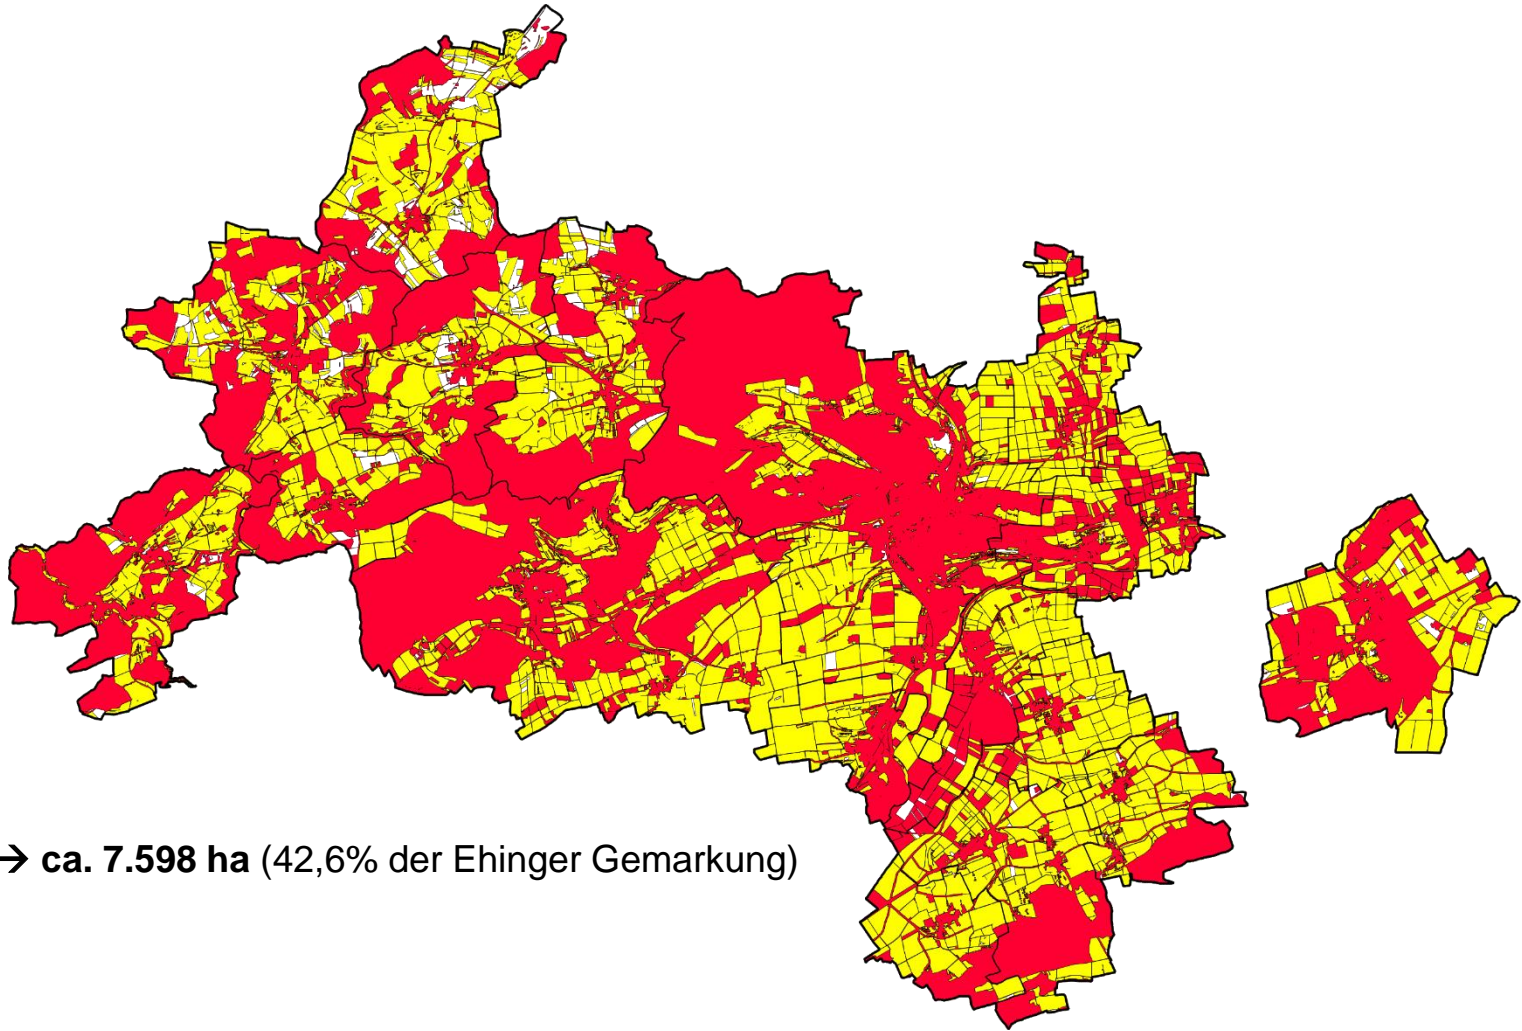 → ca. 7.598 ha (42,6% der Ehinger Gemarkung)